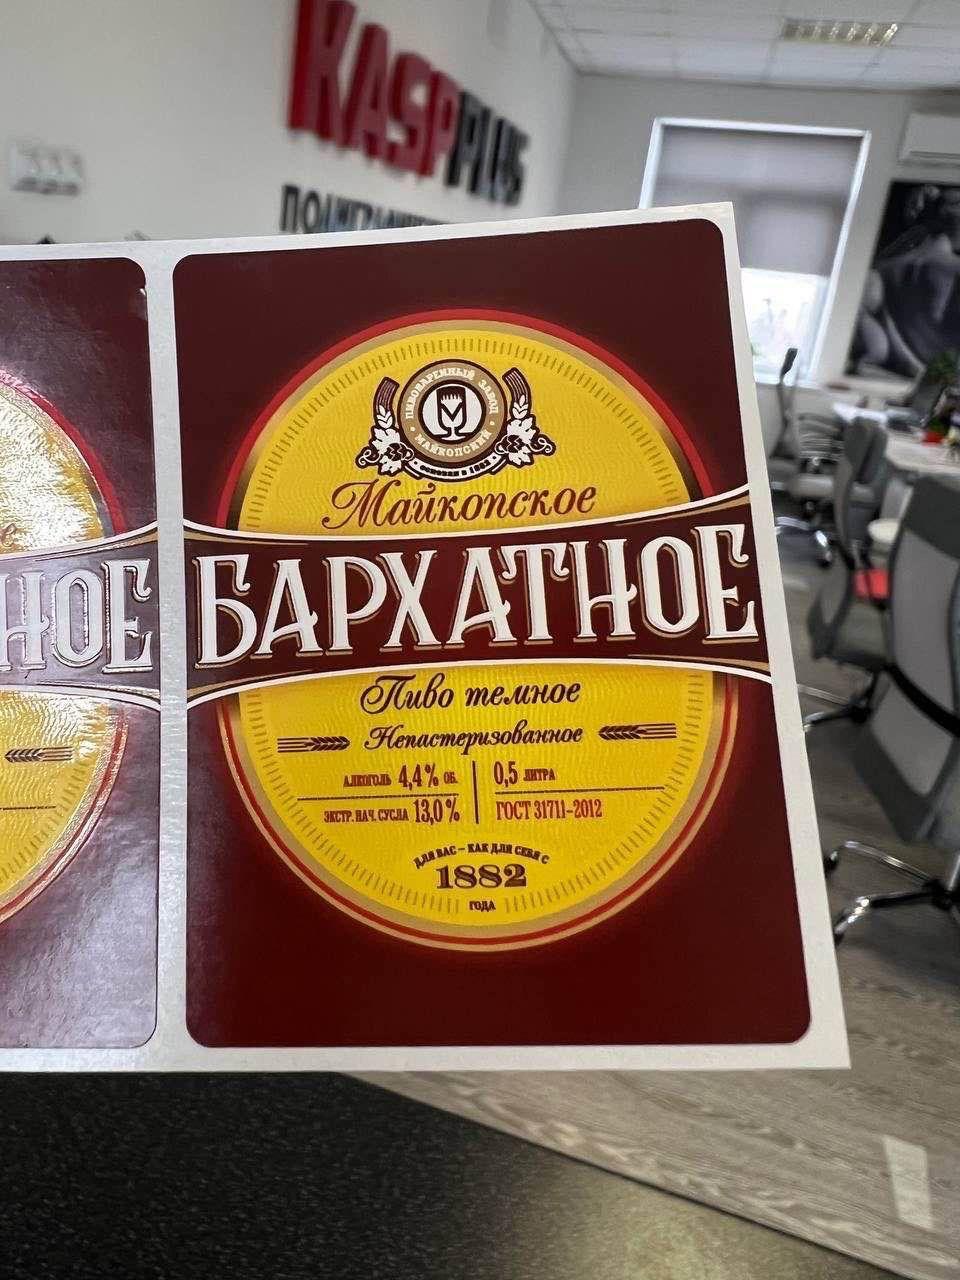 KASPPLUS
ПИВОВАРЕННЫЙ ЗАВОД
• МАЙКОПСКИЙ •
• ОСНОВАН В 1882 •
Майкопское
БАРХАТНОЕ
Пиво темное
Непастеризованное
АЛКОГОЛЬ 4,4% ОБ.
0,5 ЛИТРА
ЭКСТР. НАЧ. СУСЛА 13,0%
ГОСТ 31711-2012
ДЛЯ ВАС – КАК ДЛЯ СЕБЯ С
1882
ГОДА
е
НОЕ